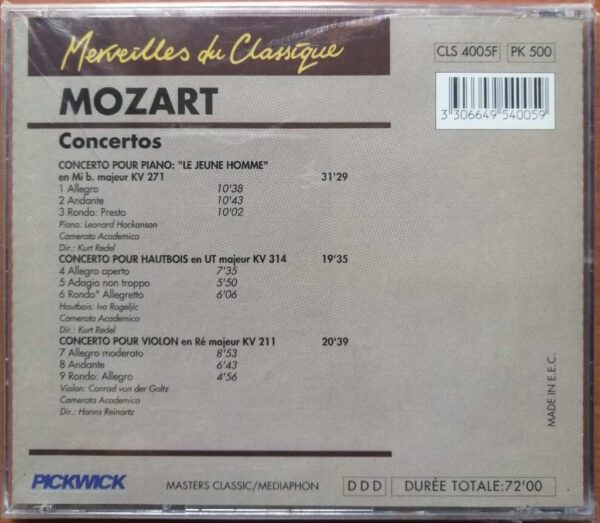 Merveilles du Classique
CLS 4005F PK 500
MOZART
3 306649 540059
Concertos
CONCERTO POUR PIANO: "LE JEUNE HOMME"
en Mi b. majeur KV 271 31'29
1 Allegro 10'38
2 Andante 10'43
3 Rondo: Presto 10'02
Piano: Leonard Hockanson
Camerata Academica
Dir.: Kurt Redel
CONCERTO POUR HAUTBOIS en UT majeur KV 314 19'35
4 Allegro aperto 7'35
5 Adagio non troppo 5'50
6 Rondo" Allegretto 6'06
Hautbois: Ivo Rogeljic
Camerata Academica
Dir.: Kurt Redel
CONCERTO POUR VIOLON en Ré majeur KV 211 20'39
7 Allegro moderato 8'53
8 Andante 6'43
9 Rondo: Allegro 4'56
Violon: Conrad von der Goltz
Camerata Academica
Dir.: Hanns Reinartz
MADE IN E.E.C.
PICKWICK MASTERS CLASSIC/MEDIAPHON D D D DURÉE TOTALE:72'00